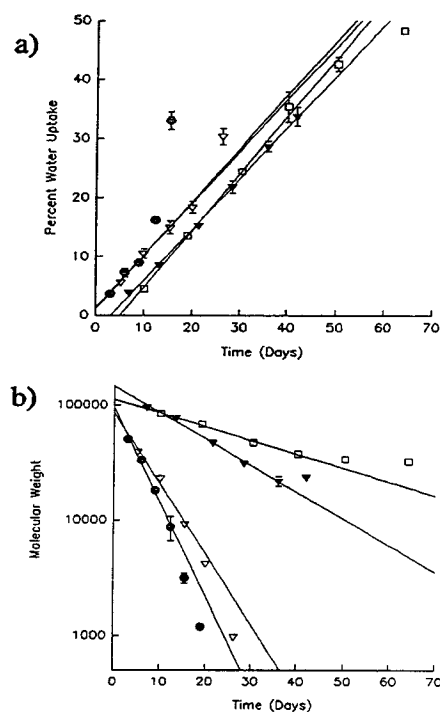 a)
50
40
30
20
10
0
Percent Water Uptake
0 10 20 30 40 50 60 70
Time (Days)
b)
100000
10000
1000
Molecular Weight
0 10 20 30 40 50 60 70
Time (Days)